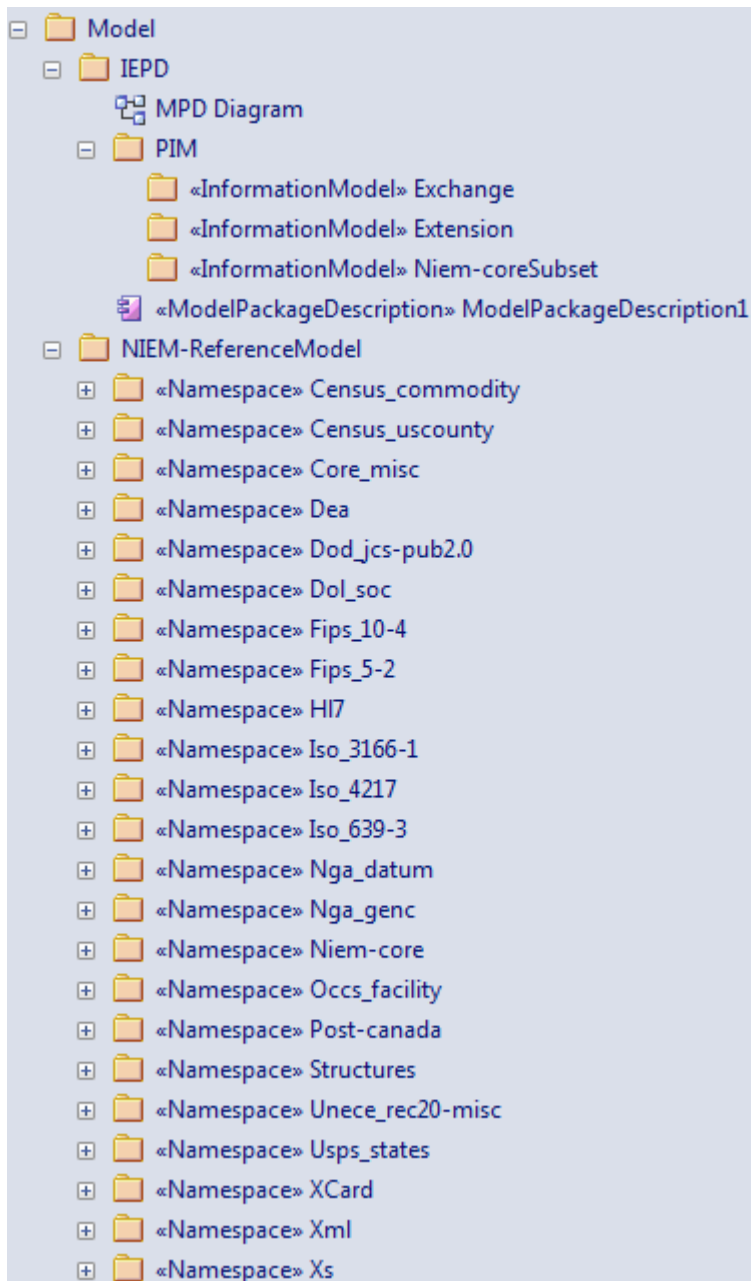 Model
IEPD
MPD Diagram
PIM
«InformationModel» Exchange
«InformationModel» Extension
«InformationModel» Niem-coreSubset
«ModelPackageDescription» ModelPackageDescription1
NIEM-ReferenceModel
«Namespace» Census_commodity
«Namespace» Census_uscounty
«Namespace» Core_misc
«Namespace» Dea
«Namespace» Dod_jcs-pub2.0
«Namespace» Dol_soc
«Namespace» Fips_10-4
«Namespace» Fips_5-2
«Namespace» Hl7
«Namespace» Iso_3166-1
«Namespace» Iso_4217
«Namespace» Iso_639-3
«Namespace» Nga_datum
«Namespace» Nga_genc
«Namespace» Niem-core
«Namespace» Occs_facility
«Namespace» Post-canada
«Namespace» Structures
«Namespace» Unece_rec20-misc
«Namespace» Usps_states
«Namespace» XCard
«Namespace» Xml
«Namespace» Xs